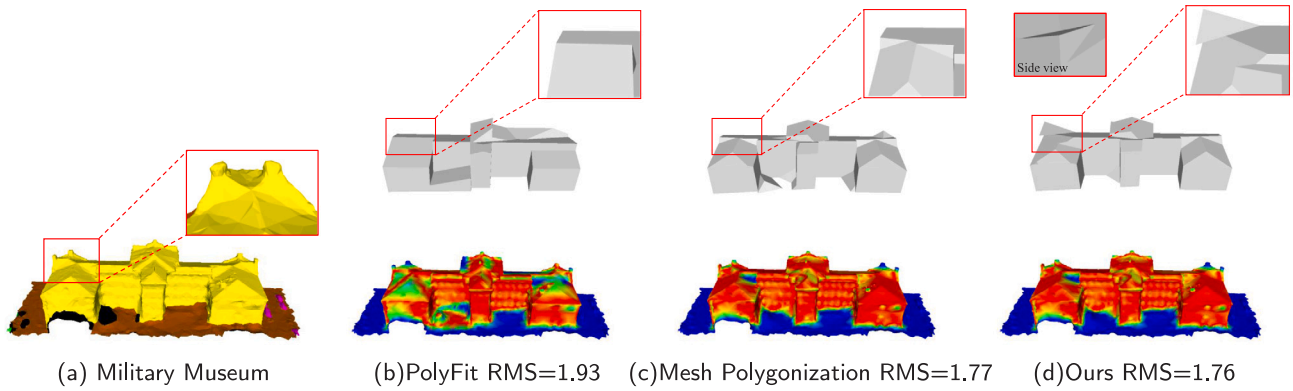 Side view
(a) Military Museum
(b)PolyFit RMS=1.93
(c)Mesh Polygonization RMS=1.77
(d)Ours RMS=1.76